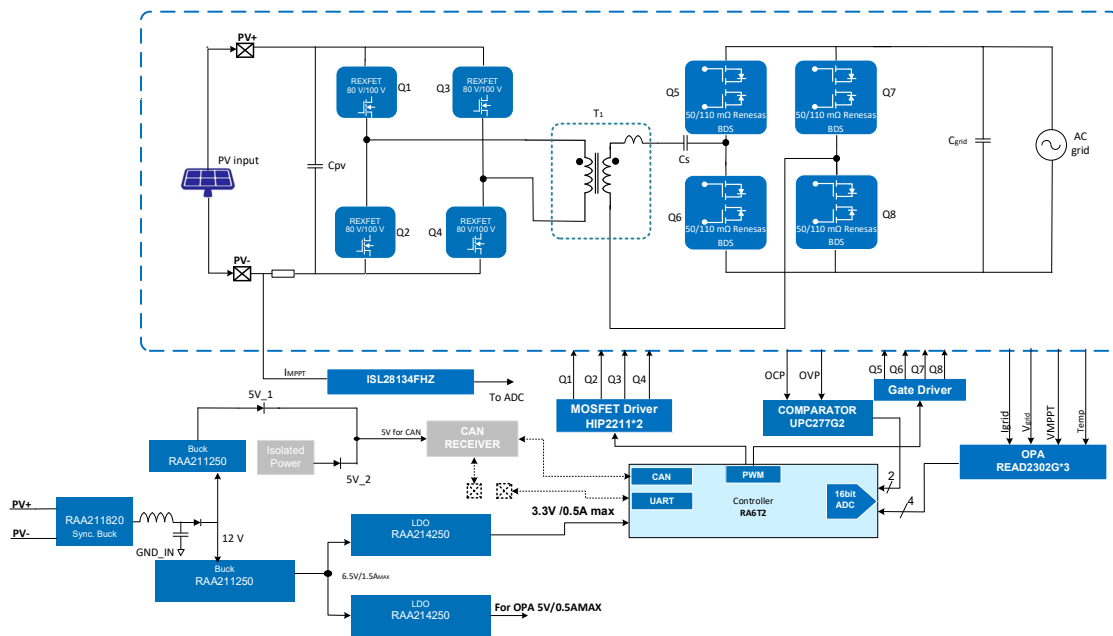 PV+
REXFET
80 V/100 V
Q1
Q3
REXFET
80 V/100 V
Q5
50/110 mΩ Renesas
BDS
50/110 mΩ Renesas
BDS
Q7
T1
PV input
Cpv
Cs
Cgrid
AC
grid
REXFET
80 V/100 V
Q2
Q4
REXFET
80 V/100 V
Q6
50/110 mΩ Renesas
BDS
50/110 mΩ Renesas
BDS
Q8
PV-
IMPPT
ISL28134FHZ
To ADC
Q1
Q2
Q3
Q4
MOSFET Driver
HIP2211*2
OCP
OVP
COMPARATOR
UPC277G2
Q5
Q6
Q7
Q8
Gate Driver
Igrid
Vgrid
VMPPT
Temp
OPA
READ2302G*3
5V_1
Buck
RAA211250
Isolated
Power
5V_2
5V for CAN
CAN
RECEIVER
CAN
PWM
UART
Controller
RA6T2
16bit
ADC
2
4
PV+
PV-
RAA211820
Sync. Buck
GND_IN
12 V
Buck
RAA211250
6.5V/1.5AMAX
LDO
RAA214250
3.3V /0.5A max
LDO
RAA214250
For OPA 5V/0.5AMAX